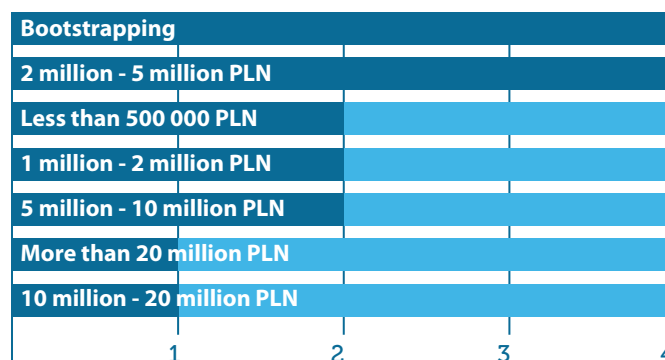 Bootstrapping
2 million - 5 million PLN
Less than 500 000 PLN
1 million - 2 million PLN
5 million - 10 million PLN
More than 20 million PLN
10 million - 20 million PLN
1 2 3 4